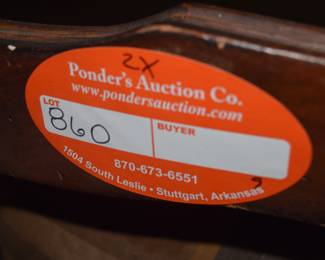 2X
Ponder's Auction Co.
www.pondersauction.com
LOT
860
BUYER
870-673-6551
1504 South Leslie • Stuttgart, Arkansas